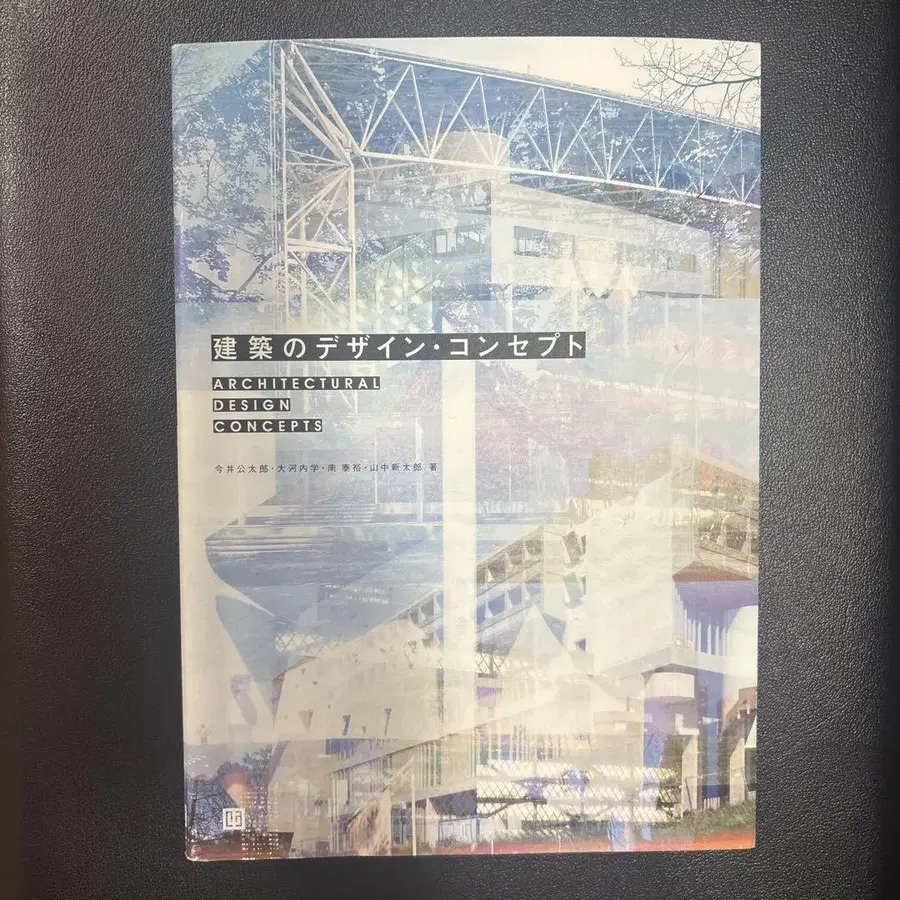 建築のデザイン・コンセプト
ARCHITECTURAL
DESIGN
CONCEPTS
今井公太郎・大河内学・南 泰裕・山中新太郎 著